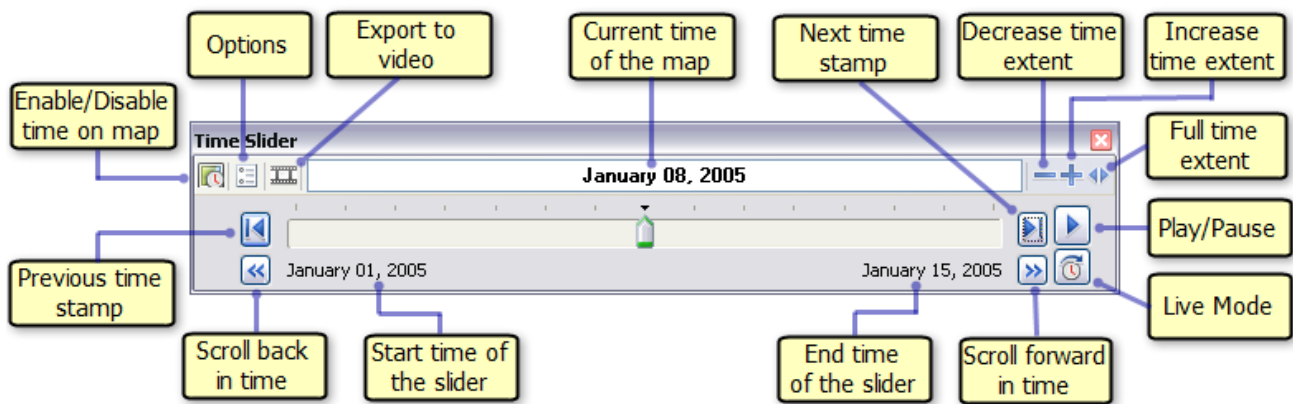 Options
Export to
video
Current time
of the map
Next time
stamp
Decrease time
extent
Increase
time extent
Enable/Disable
time on map
Full time
extent
Time Slider
January 08, 2005
Play/Pause
Previous time
stamp
January 01, 2005
January 15, 2005
Live Mode
Scroll back
in time
Start time of
the slider
End time
of the slider
Scroll forward
in time